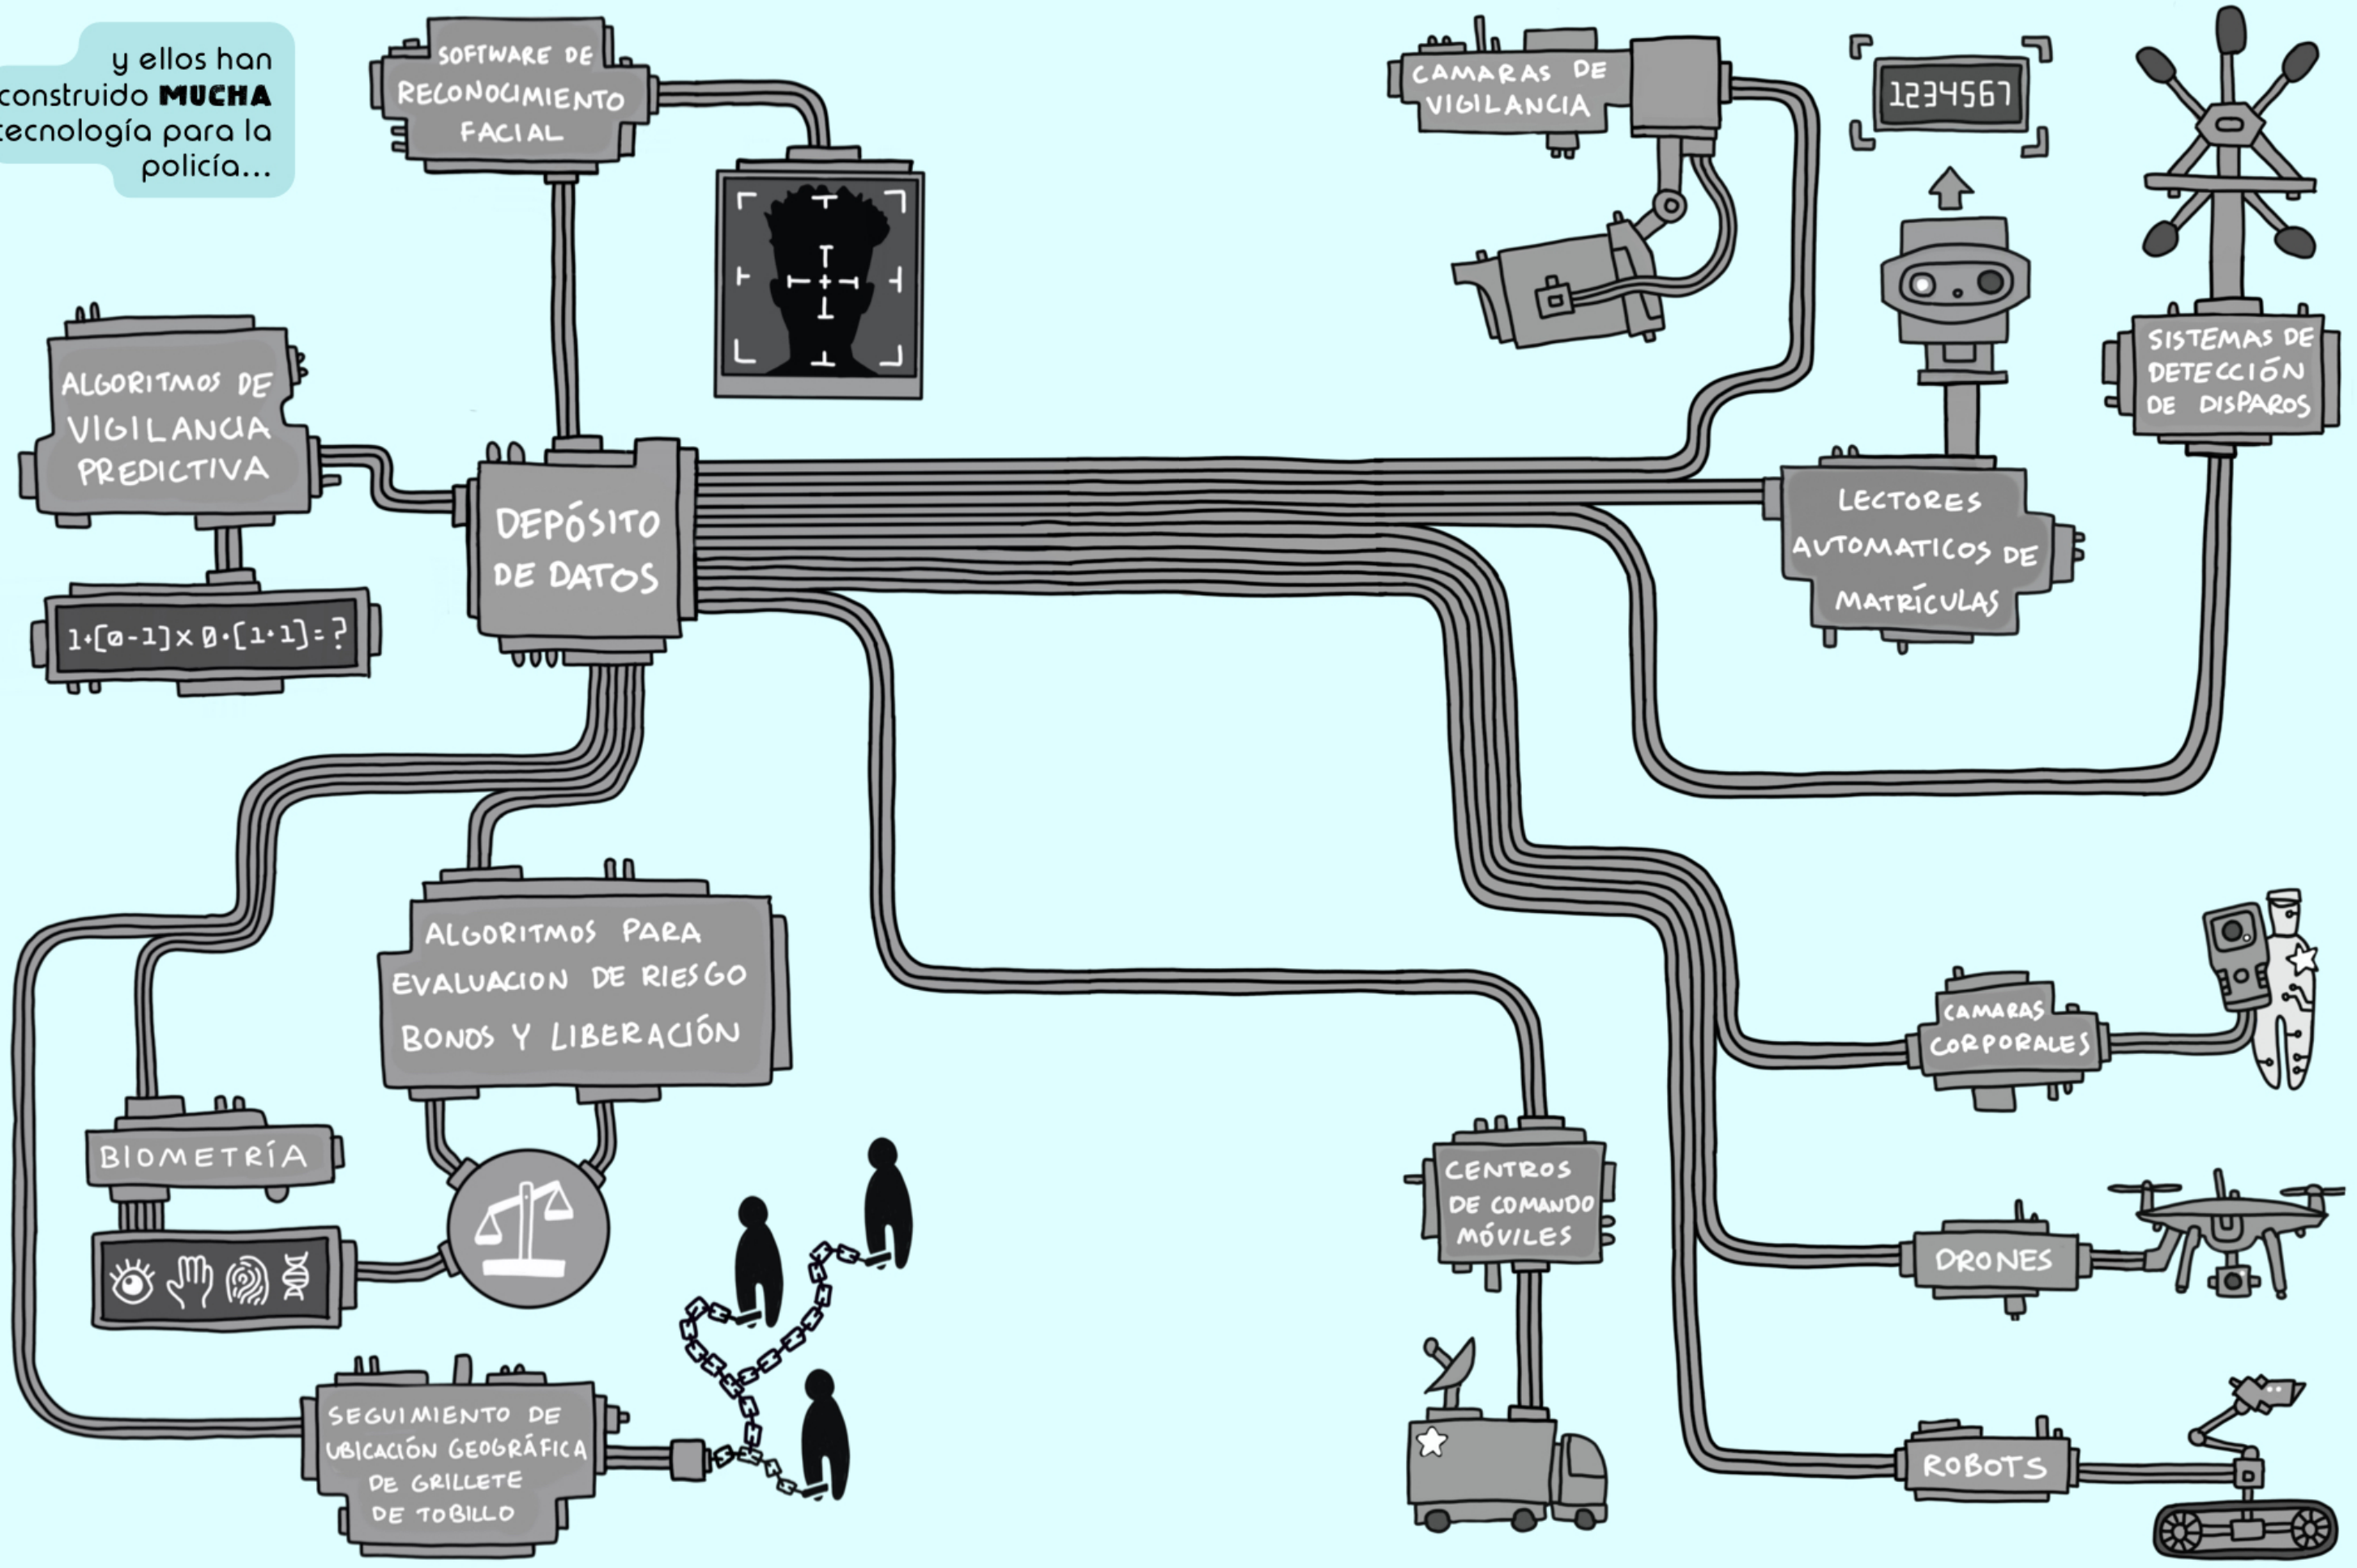 y ellos han
construido MUCHA
tecnología para la
policía...
SOFTWARE DE
RECONOCIMIENTO
FACIAL
CAMARAS DE
VIGILANCIA
1234567
SISTEMAS DE
DETECCIÓN
DE DISPAROS
ALGORITMOS DE
VIGILANCIA
PREDICTIVA
1+[0-1]x0·[1+1]=?
DEPÓSITO
DE DATOS
LECTORES
AUTOMATICOS DE
MATRÍCULAS
ALGORITMOS PARA
EVALUACION DE RIESGO
BONOS Y LIBERACIÓN
CAMARAS
CORPORALES
BIOMETRÍA
CENTROS
DE COMANDO
MÓVILES
DRONES
SEGUIMIENTO DE
UBICACIÓN GEOGRÁFICA
DE GRILLETE
DE TOBILLO
ROBOTS